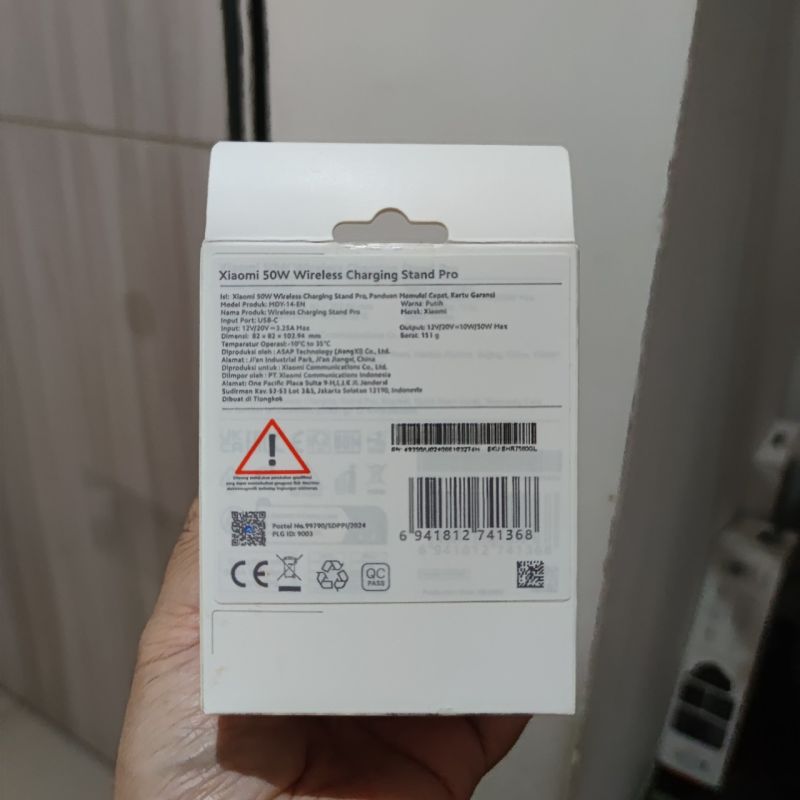 Xiaomi 50W Wireless Charging Stand Pro
Isi: Xiaomi 50W Wireless Charging Stand Pro, Panduan Memulai Cepat, Kartu Garansi
Model Produk: MDY-14-EN Warna: Putih
Nama Produk: Wireless Charging Stand Pro Merek: Xiaomi
Input Port: USB-C
Input: 12V/20V⎓3.25A Max Output: 12V/20V⎓10W/50W Max
Dimensi: 82 × 82 × 102.94 mm Berat: 151 g
Temperatur Operasi: -10°C to 35°C
Diproduksi oleh: ASAP Technology (JiangXi) Co., Ltd.
Alamat: Ji'an Industrial Park, Ji'an Jiangxi, China
Diproduksi untuk: Xiaomi Communications Co., Ltd.
Diimpor oleh: PT. Xiaomi Communications Indonesia
Alamat: One Pacific Place Suite 9-H,I,J,K Jl. Jenderal
Sudirman Kav. 53-53 Lot 3&5, Jakarta Selatan 12190, Indonesia
Dibuat di Tiongkok
Postel No.99790/SDPPI/2024
PLG ID: 9003
6 941812 741368
CE
QC
PASS